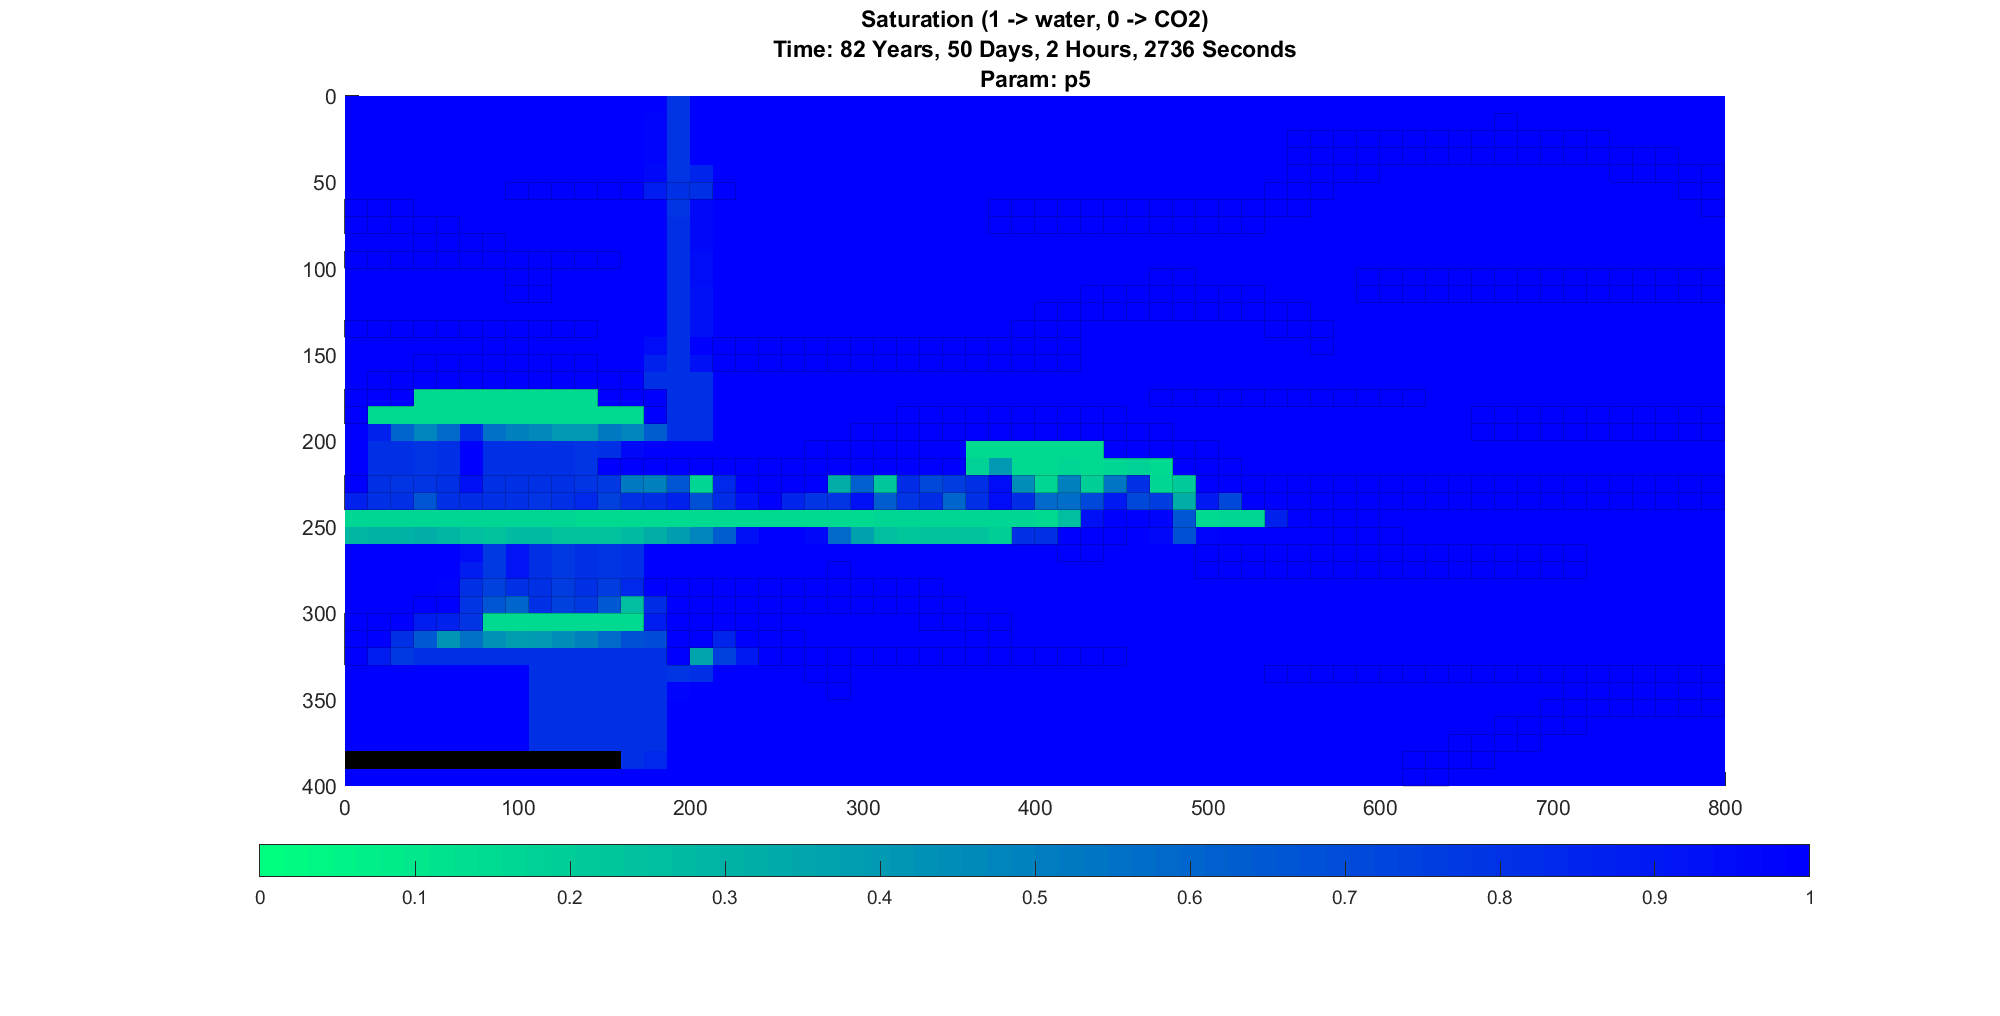 Saturation (1 -> water, 0 -> CO2)
Time: 82 Years, 50 Days, 2 Hours, 2736 Seconds
Param: p5
0
50
100
150
200
250
300
350
400
0 100 200 300 400 500 600 700 800
0 0.1 0.2 0.3 0.4 0.5 0.6 0.7 0.8 0.9 1